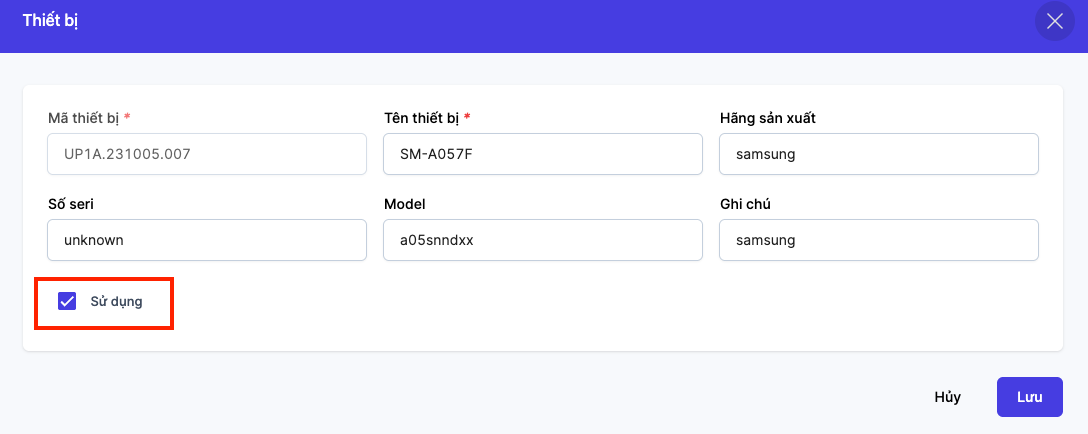 Thiết bị
Mã thiết bị * Tên thiết bị * Hãng sản xuất
UP1A.231005.007 SM-A057F samsung
Số seri Model Ghi chú
unknown a05snndxx samsung
Sử dụng
Hủy Lưu